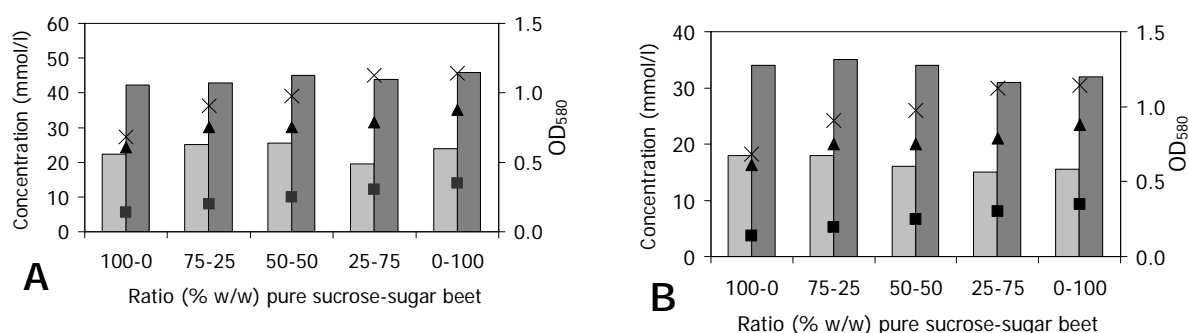 60
50
40
30
20
10
0
Concentration (mmol/l)
1.5
1.0
0.5
0.0
OD580
100-0 75-25 50-50 25-75 0-100
Ratio (% w/w) pure sucrose-sugar beet
A
40
30
20
10
0
Concentration (mmol/l)
1.5
1.0
0.5
0.0
OD580
100-0 75-25 50-50 25-75 0-100
Ratio (% w/w) pure sucrose-sugar beet
B